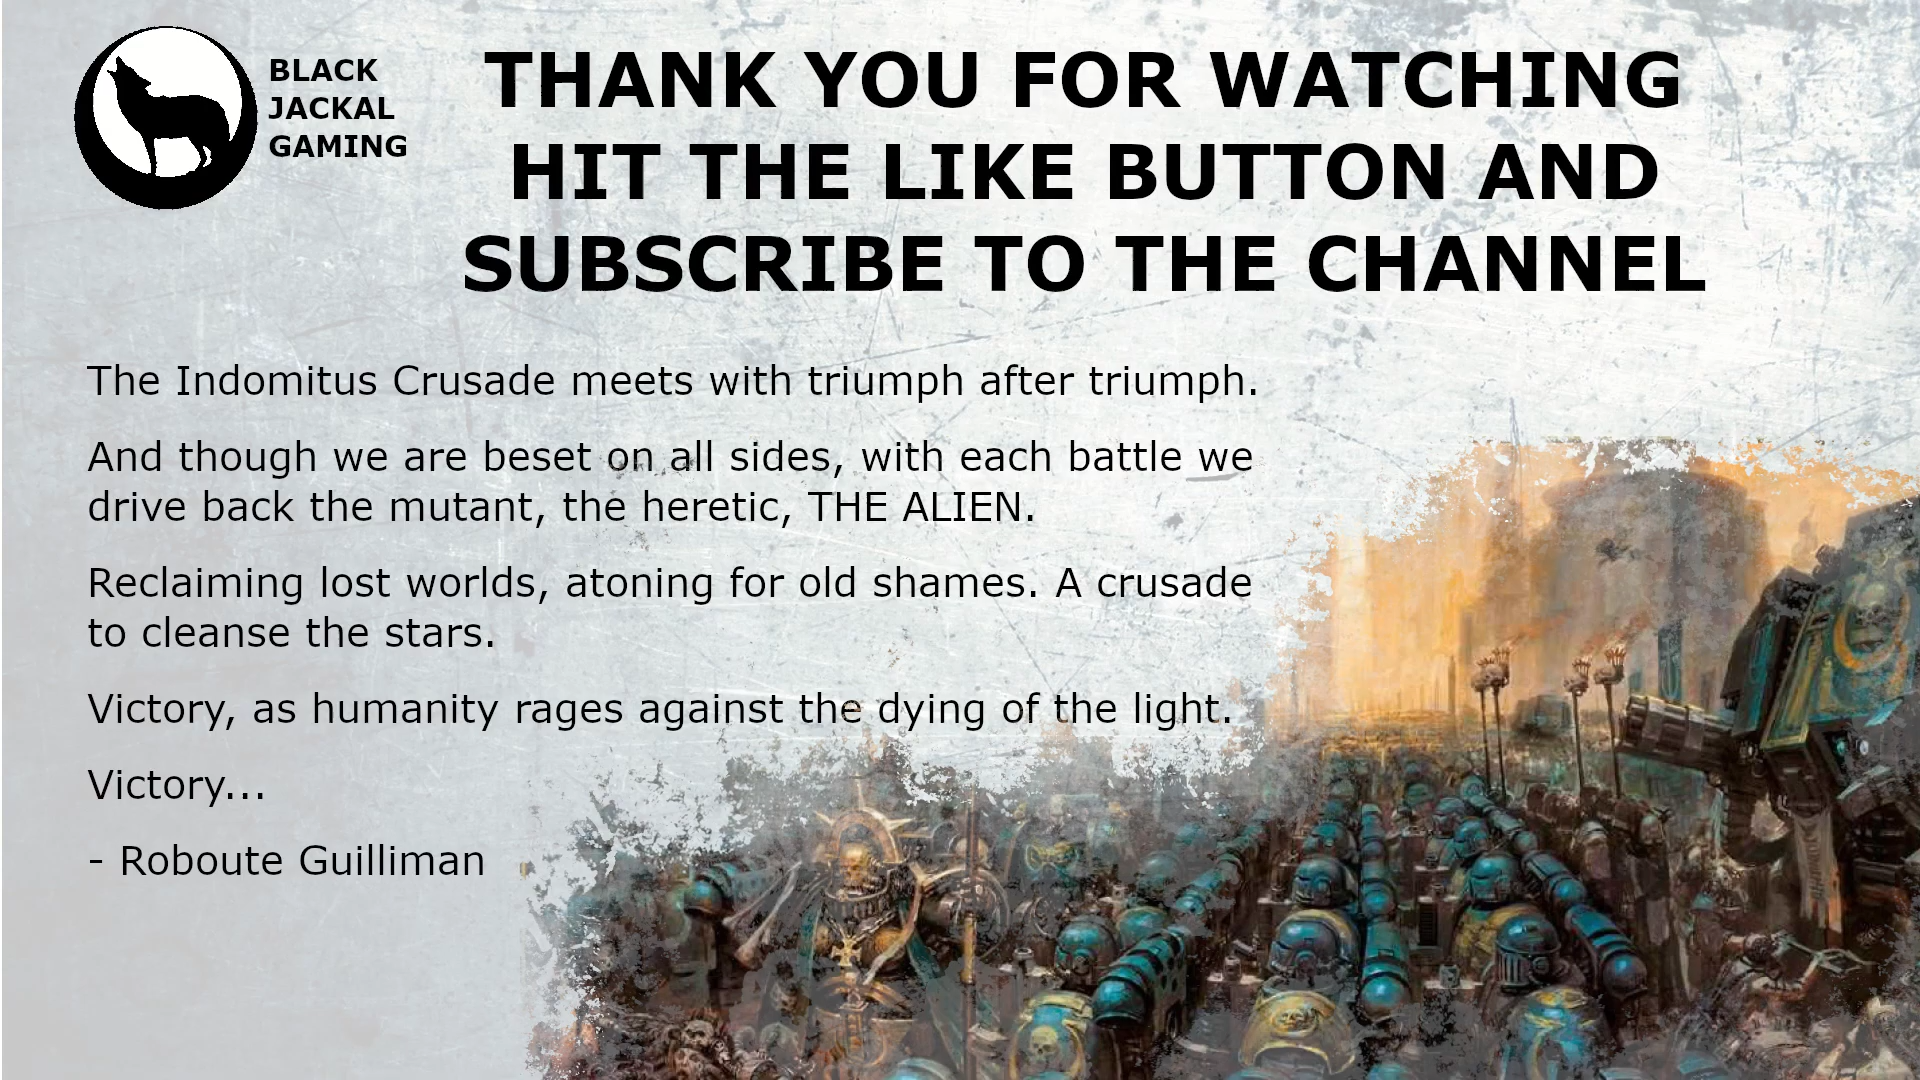 BLACK
JACKAL
GAMING
THANK YOU FOR WATCHING
HIT THE LIKE BUTTON AND
SUBSCRIBE TO THE CHANNEL
The Indomitus Crusade meets with triumph after triumph.
And though we are beset on all sides, with each battle we
drive back the mutant, the heretic, THE ALIEN.
Reclaiming lost worlds, atoning for old shames. A crusade
to cleanse the stars.
Victory, as humanity rages against the dying of the light.
Victory...
- Roboute Guilliman